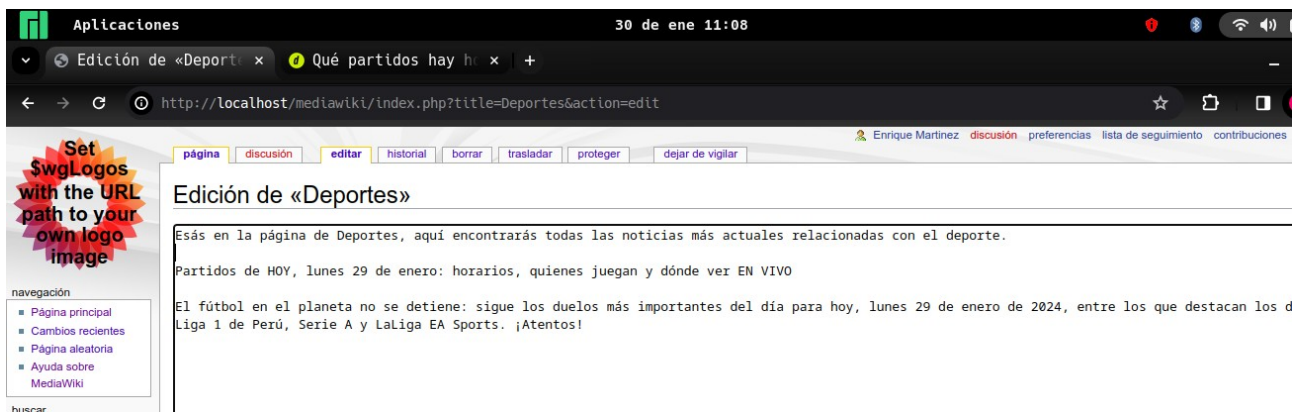 Aplicaciones 30 de ene 11:08
Edición de «Deporte Qué partidos hay ho
http://localhost/mediawiki/index.php?title=Deportes&action=edit
Enrique Martinez discusión preferencias lista de seguimiento contribuciones
Set
$wgLogos
with the URL
path to your
own logo
image
página discusión editar historial borrar trasladar proteger dejar de vigilar
Edición de «Deportes»
Esás en la página de Deportes, aquí encontrarás todas las noticias más actuales relacionadas con el deporte.
Partidos de HOY, lunes 29 de enero: horarios, quienes juegan y dónde ver EN VIVO
El fútbol en el planeta no se detiene: sigue los duelos más importantes del día para hoy, lunes 29 de enero de 2024, entre los que destacan los d
Liga 1 de Perú, Serie A y LaLiga EA Sports. ¡Atentos!
navegación
Página principal
Cambios recientes
Página aleatoria
Ayuda sobre
MediaWiki
buscar